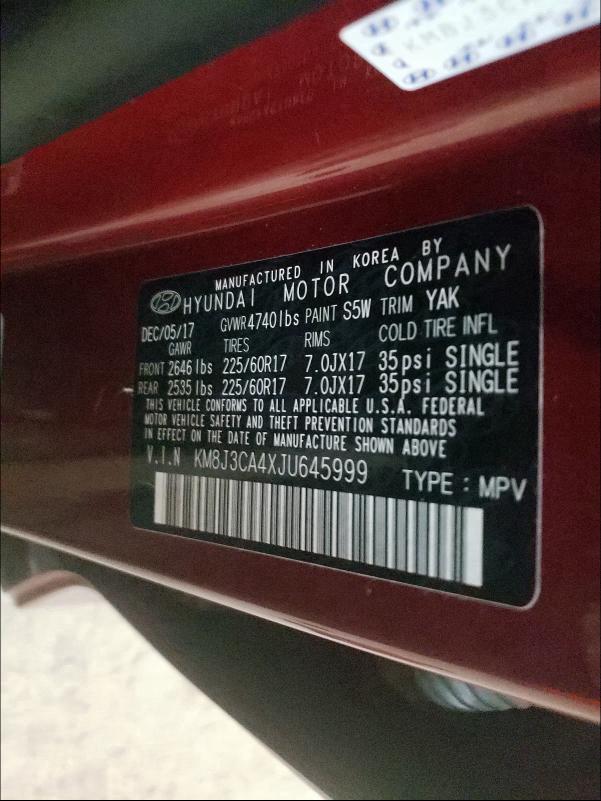 KM8J3C
MANUFACTURED IN KOREA BY
HYUNDAI MOTOR COMPANY
DEC/05/17 GVWR 4740 lbs PAINT S5W TRIM YAK
GAWR TIRES RIMS COLD TIRE INFL
FRONT 2646 lbs 225/60R17 7.0JX17 35psi SINGLE
REAR 2535 lbs 225/60R17 7.0JX17 35psi SINGLE
THIS VEHICLE CONFORMS TO ALL APPLICABLE U.S.A. FEDERAL
MOTOR VEHICLE SAFETY AND THEFT PREVENTION STANDARDS
IN EFFECT ON THE DATE OF MANUFACTURE SHOWN ABOVE
V.I.N KM8J3CA4XJU645999 TYPE : MPV